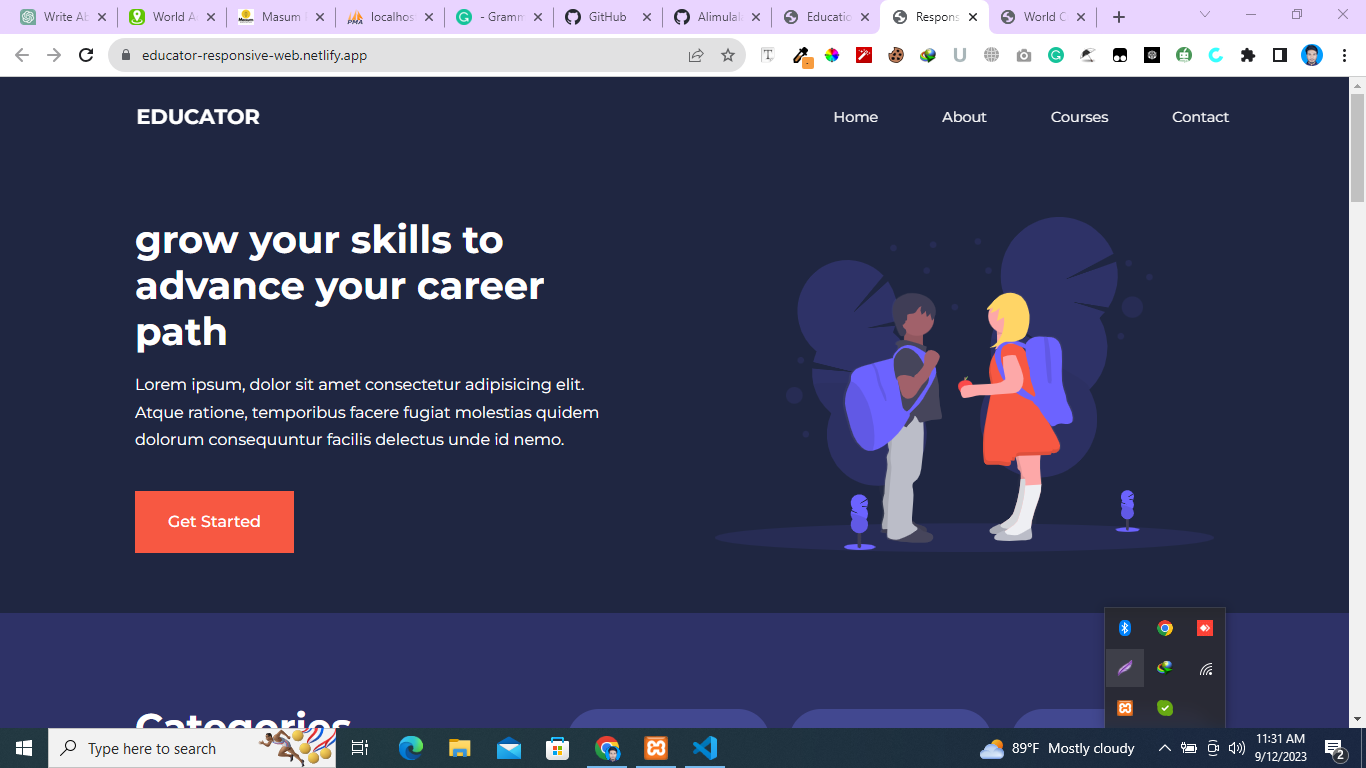 Write Ab
World A
Masum
localhos
- Gramm
GitHub
Alimula
Educatio
Respons
World C
educator-responsive-web.netlify.app
EDUCATOR
Home
About
Courses
Contact
grow your skills to
advance your career
path
Lorem ipsum, dolor sit amet consectetur adipisicing elit.
Atque ratione, temporibus facere fugiat molestias quidem
dolorum consequuntur facilis delectus unde id nemo.
Get Started
Categories
Type here to search
89°F Mostly cloudy
11:31 AM
9/12/2023
2